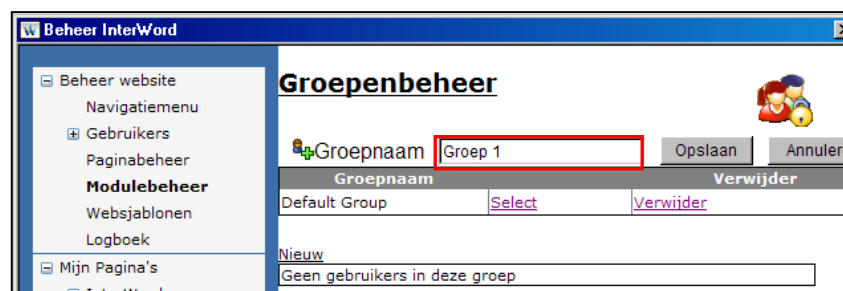 Beheer InterWord
Beheer website
Navigatiemenu
Gebruikers
Paginabeheer
Modulebeheer
Websjablonen
Logboek
Mijn Pagina's
Groepenbeheer
Groepnaam Groep 1 Opslaan Annuler
Groepnaam Verwijder
Default Group Select Verwijder
Nieuw
Geen gebruikers in deze groep